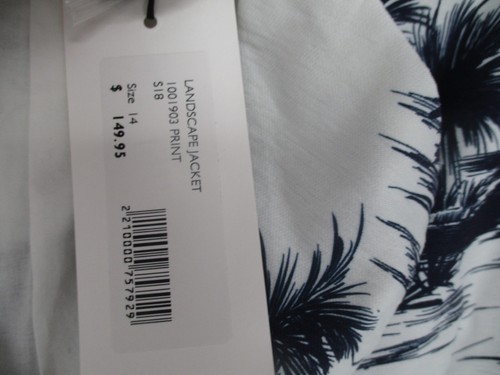 LANDSCAPE JACKET
1001903 PRINT
S18
Size 14
$ 149.95
2210000757929